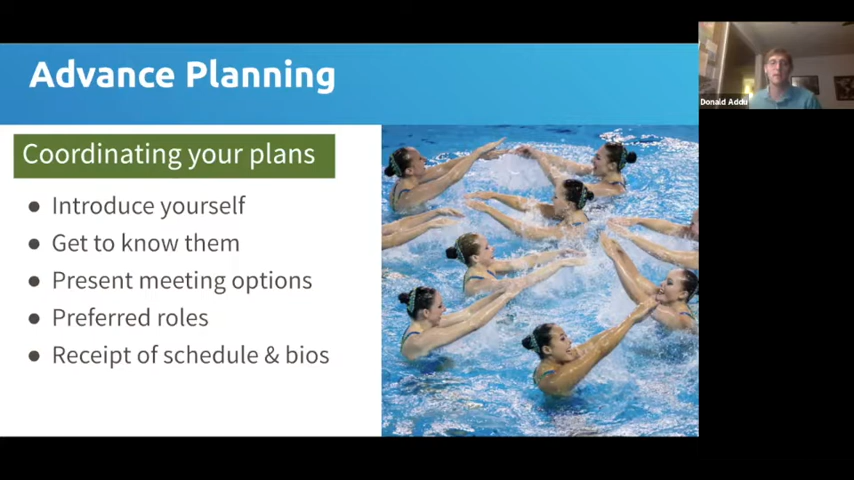 Advance Planning
Coordinating your plans
● Introduce yourself
● Get to know them
● Present meeting options
● Preferred roles
● Receipt of schedule & bios
Donald Addu